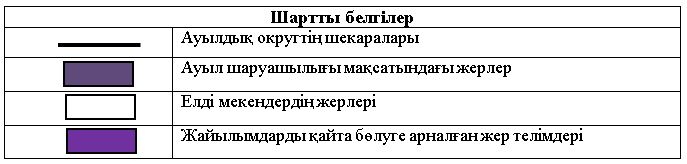 Шартты белгілер
Ауылдық округтің шекаралары
Ауыл шаруашылығы мақсатындағы жерлер
Елді мекендердің жерлері
Жайылымдарды қайта бөлуге арналған жер телімдері